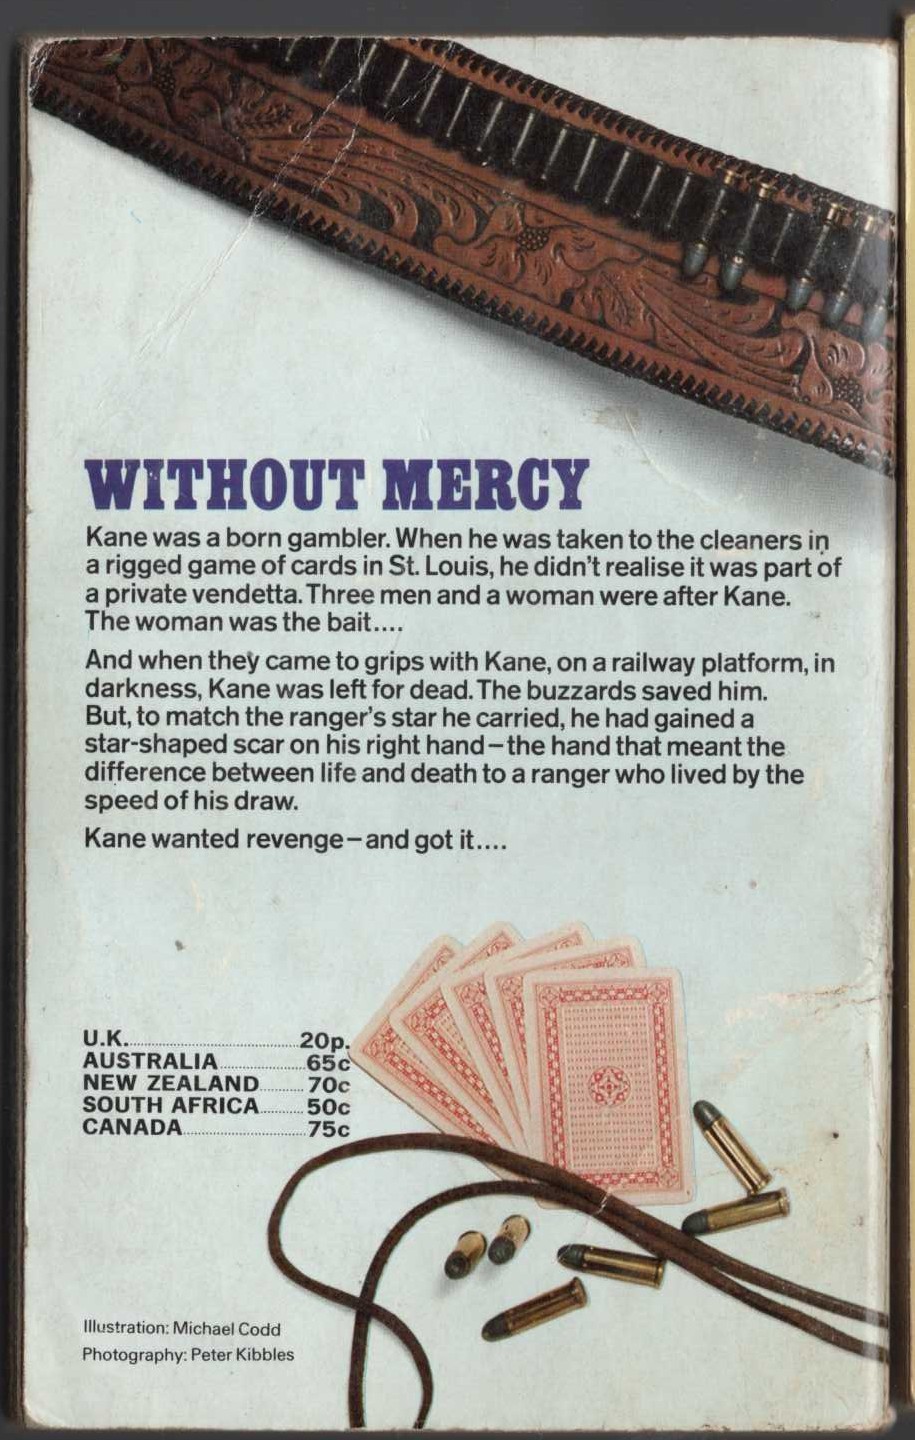 WITHOUT MERCY
Kane was a born gambler. When he was taken to the cleaners in
a rigged game of cards in St. Louis, he didn't realise it was part of
a private vendetta. Three men and a woman were after Kane.
The woman was the bait....
And when they came to grips with Kane, on a railway platform, in
darkness, Kane was left for dead. The buzzards saved him.
But, to match the ranger's star he carried, he had gained a
star-shaped scar on his right hand–the hand that meant the
difference between life and death to a ranger who lived by the
speed of his draw.
Kane wanted revenge–and got it....
U.K. 20p.
AUSTRALIA 65c
NEW ZEALAND 70c
SOUTH AFRICA 50c
CANADA 75c
Illustration: Michael Codd
Photography: Peter Kibbles